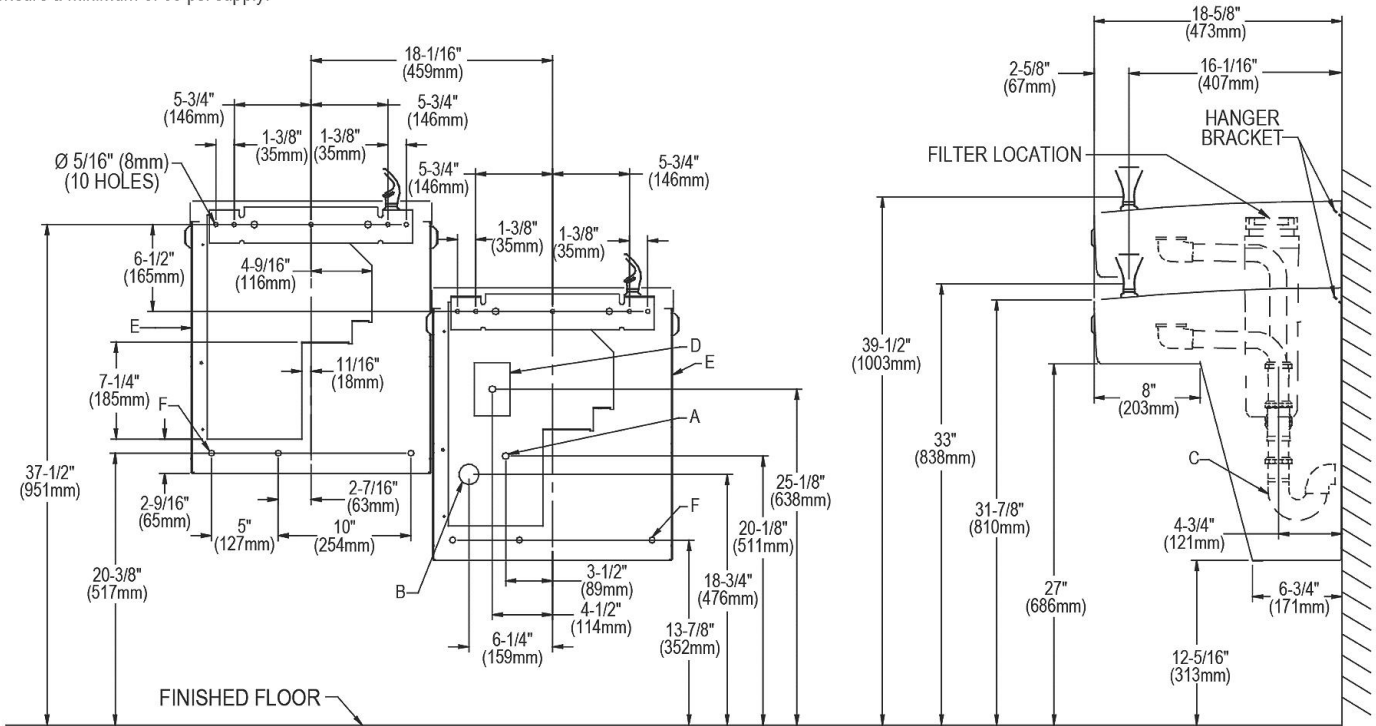 18-1/16"
(459mm)
5-3/4"
(146mm)
5-3/4"
(146mm)
1-3/8"
(35mm)
1-3/8"
(35mm)
Ø 5/16" (8mm)
(10 HOLES)
5-3/4"
(146mm)
5-3/4"
(146mm)
1-3/8"
(35mm)
1-3/8"
(35mm)
6-1/2"
(165mm)
4-9/16"
(116mm)
E
11/16"
(18mm)
7-1/4"
(185mm)
F
D
E
A
37-1/2"
(951mm)
2-9/16"
(65mm)
2-7/16"
(63mm)
5"
(127mm)
10"
(254mm)
20-3/8"
(517mm)
B
F
3-1/2"
(89mm)
4-1/2"
(114mm)
6-1/4"
(159mm)
25-1/8"
(638mm)
20-1/8"
(511mm)
18-3/4"
(476mm)
13-7/8"
(352mm)
FINISHED FLOOR
18-5/8"
(473mm)
2-5/8"
(67mm)
16-1/16"
(407mm)
HANGER
BRACKET
FILTER LOCATION
39-1/2"
(1003mm)
8"
(203mm)
33"
(838mm)
C
31-7/8"
(810mm)
4-3/4"
(121mm)
27"
(686mm)
6-3/4"
(171mm)
12-5/16"
(313mm)